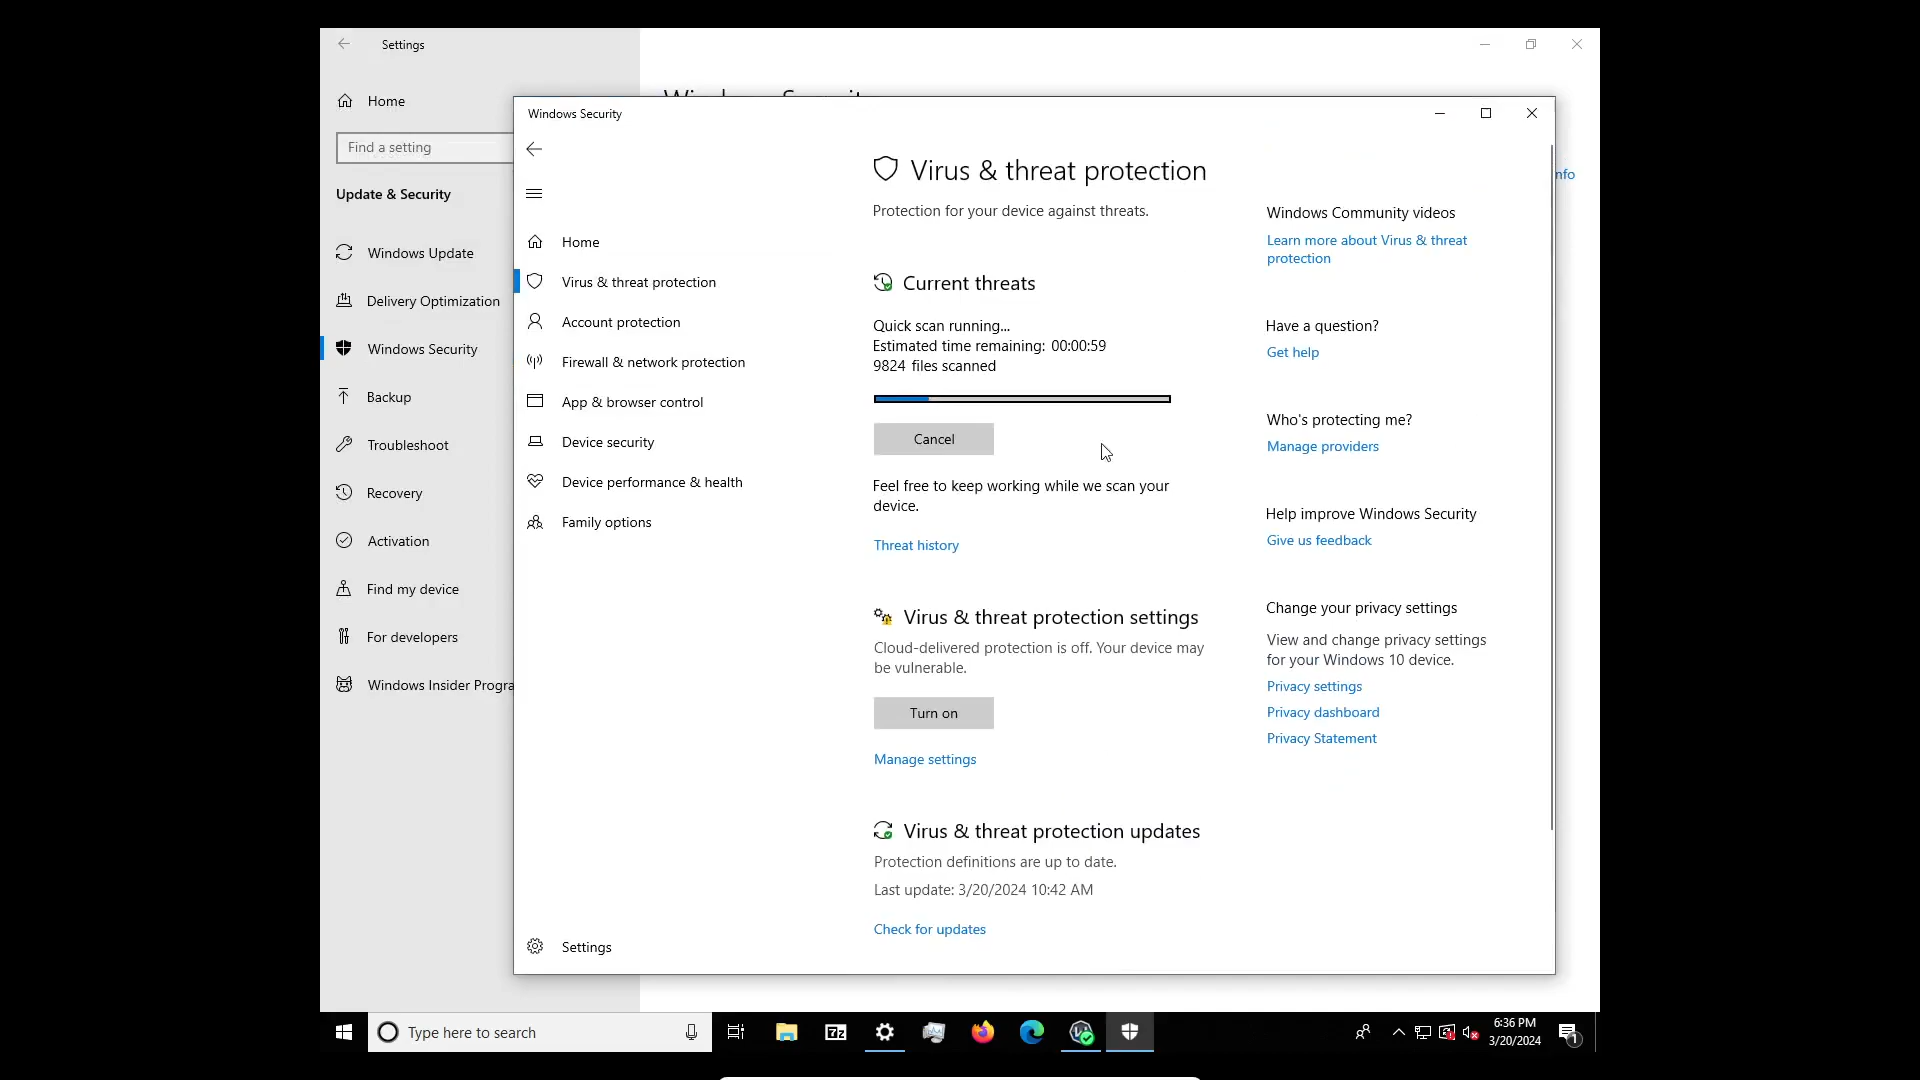 Settings
Home
Find a setting
Update & Security
Windows Update
Delivery Optimization
Windows Security
Backup
Troubleshoot
Recovery
Activation
Find my device
For developers
Windows Insider Progra
Windows Security
Home
Virus & threat protection
Account protection
Firewall & network protection
App & browser control
Device security
Device performance & health
Family options
Settings
Virus & threat protection
Protection for your device against threats.
Current threats
Quick scan running...
Estimated time remaining: 00:00:59
9824 files scanned
Cancel
Feel free to keep working while we scan your
device.
Threat history
Virus & threat protection settings
Cloud-delivered protection is off. Your device may
be vulnerable.
Turn on
Manage settings
Virus & threat protection updates
Protection definitions are up to date.
Last update: 3/20/2024 10:42 AM
Check for updates
Windows Community videos
Learn more about Virus & threat
protection
Have a question?
Get help
Who's protecting me?
Manage providers
Help improve Windows Security
Give us feedback
Change your privacy settings
View and change privacy settings
for your Windows 10 device.
Privacy settings
Privacy dashboard
Privacy Statement
nfo
Type here to search
7z
6:36 PM
3/20/2024
1